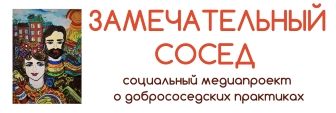 ЗАМЕЧАТЕЛЬНЫЙ
СОСЕД
социальный медиапроект
о добрососедских практиках